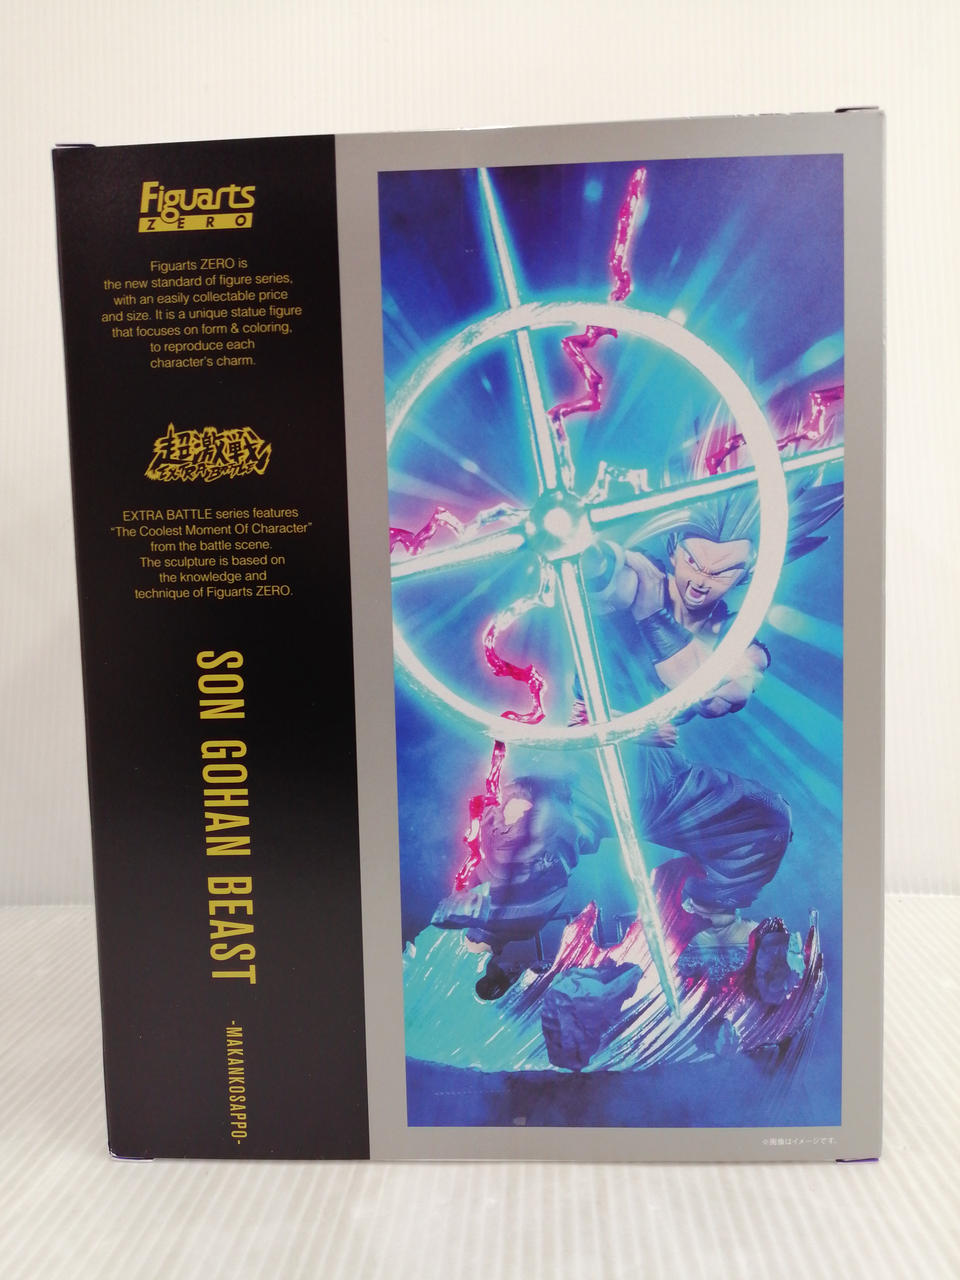 Figuarts
ZERO
Figuarts ZERO is
the new standard of figure series,
with an easily collectable price
and size. It is a unique statue figure
that focuses on form & coloring,
to reproduce each
character's charm.
超激戦
EXTRA BATTLE
EXTRA BATTLE series features
"The Coolest Moment Of Character"
from the battle scene.
The sculpture is based on
the knowledge and
technique of Figuarts ZERO.
SON GOHAN BEAST
-MAKANKOSAPPO-
※画像はイメージです。